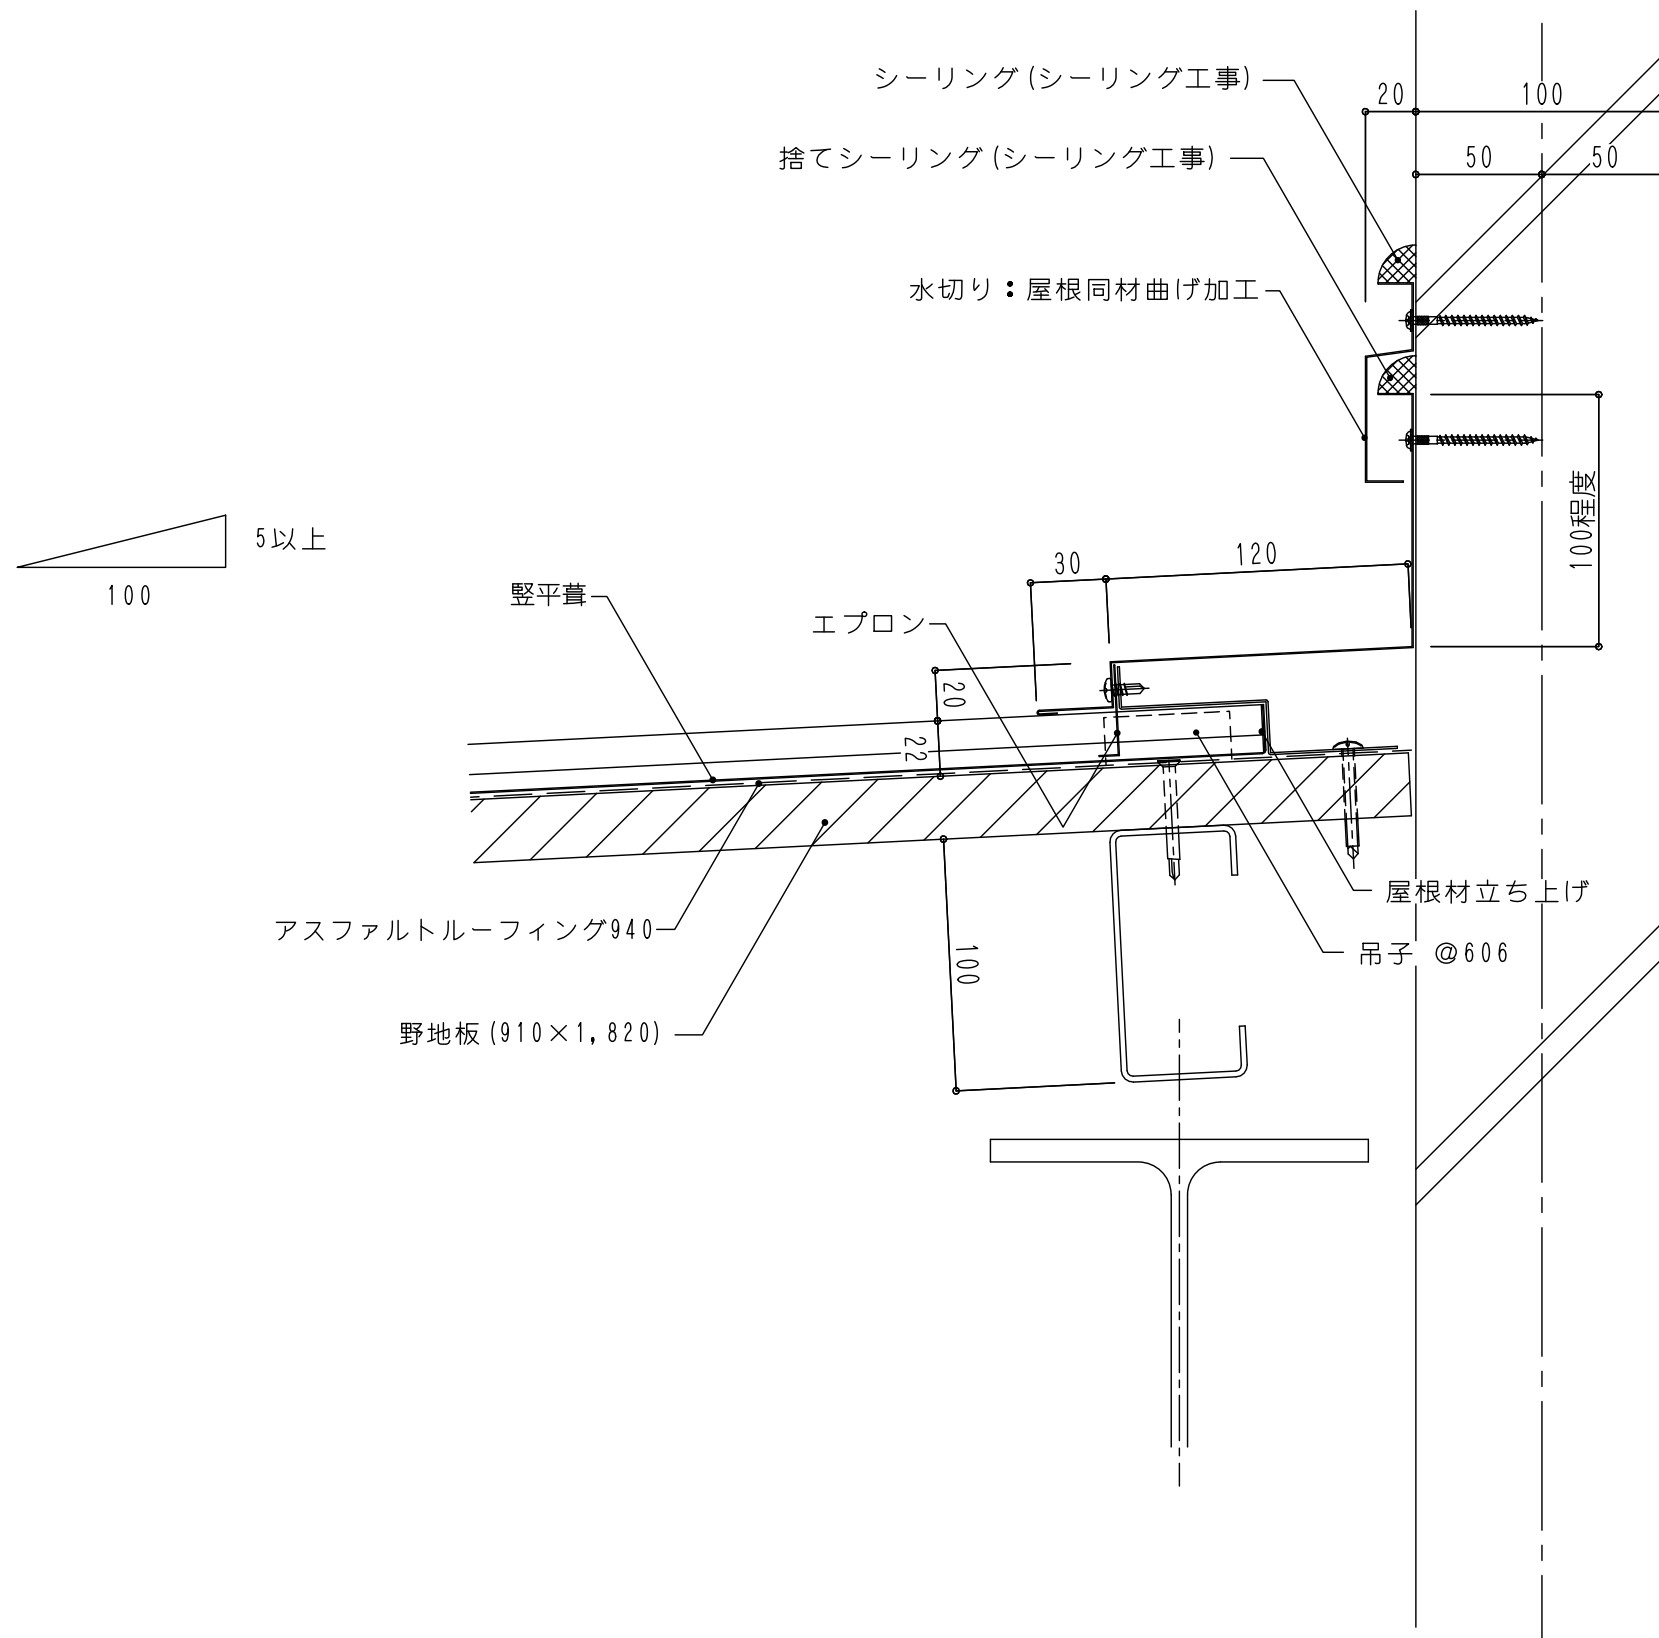 シーリング(シーリング工事)
20
100
捨てシーリング(シーリング工事)
50
50
水切り:屋根同材曲げ加工
100程度
5以上
100
30
120
竪平葺
エプロン
20
22
屋根材立ち上げ
アスファルトルーフィング940
吊子 @606
100
野地板(910×1,820)